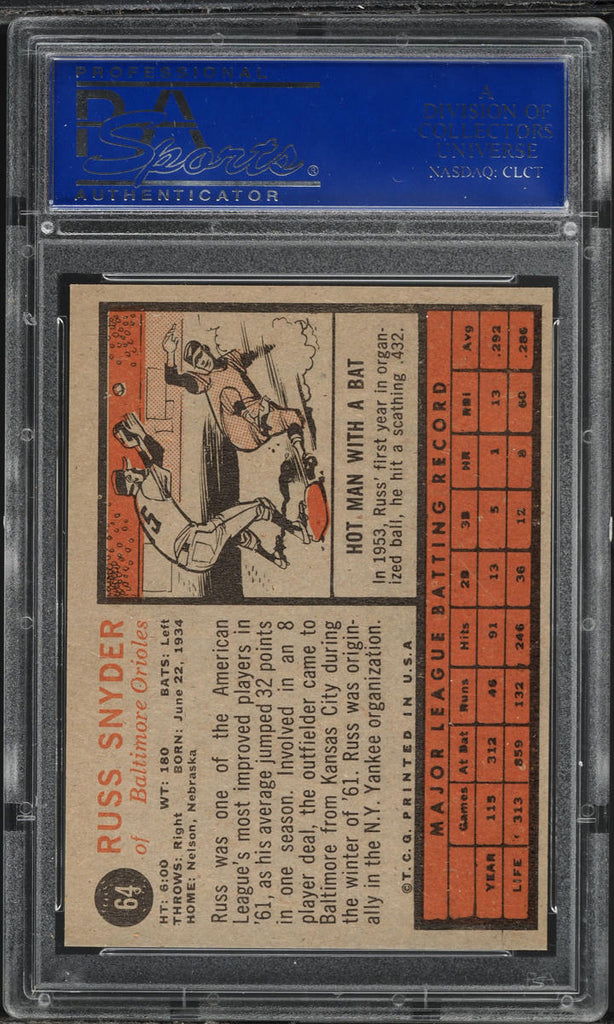 PROFESSIONAL
PSA
Sports®
AUTHENTICATOR
A
DIVISION OF
COLLECTORS
UNIVERSE
NASDAQ: CLCT
64
RUSS SNYDER
of Baltimore Orioles
HT: 6:00 WT: 180 BATS: Left
THROWS: Right BORN: June 22, 1934
HOME: Nelson, Nebraska
Russ was one of the American
League's most improved players in
'61, as his average jumped 32 points
in one season. Involved in an 8
player deal, the outfielder came to
Baltimore from Kansas City during
the winter of '61. Russ was origin-
ally in the N.Y. Yankee organization.
©T.C.G. PRINTED IN U.S.A
5
HOT MAN WITH A BAT
In 1953, Russ' first year in organ-
ized ball, he hit a scathing .432.
MAJOR LEAGUE BATTING RECORD
Games At Bat Runs Hits 2B 3B HR RBI Avg
YEAR 115 312 46 91 13 5 1 13 .292
LIFE 313 859 132 246 36 12 8 60 .286
PSA